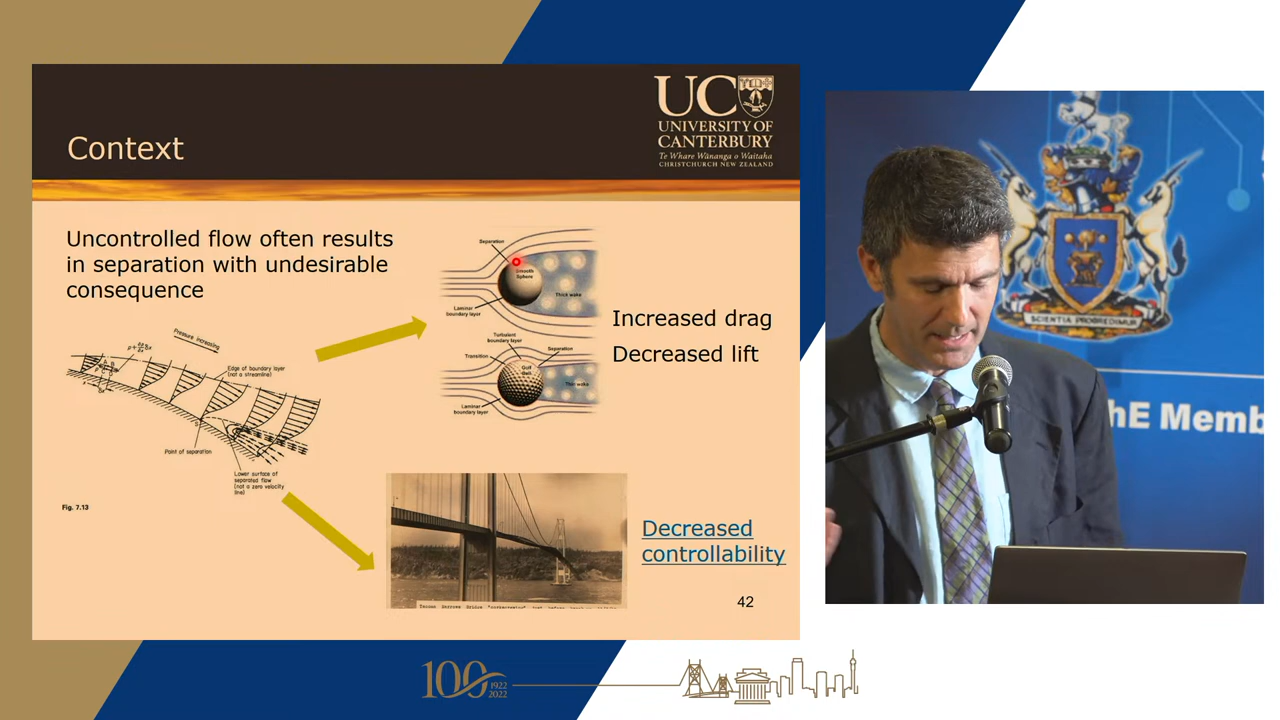 UC
UNIVERSITY OF
CANTERBURY
Te Whare Wānanga o Waitaha
CHRISTCHURCH NEW ZEALAND
Context
Uncontrolled flow often results
in separation with undesirable
consequence
Pressure increasing
Edge of boundary layer
(not a streamline)
Point of separation
Lower surface of
separated flow
(not a zero velocity
line)
Fig. 7.13
Separation
Smooth
Sphere
Thick wake
Laminar
boundary layer
Turbulent
boundary layer
Transition
Separation
Golf
Ball
Thin wake
Laminar
boundary layer
Increased drag
Decreased lift
Decreased
controllability
42
SCIENTIA PROGREDIMUR
hE Memb
100 1922
2022